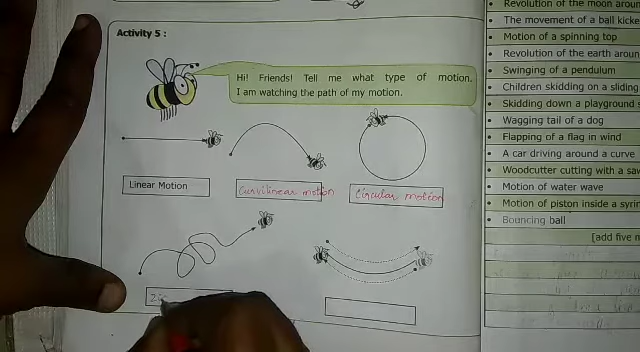 Activity 5 :
Hi! Friends! Tell me what type of motion.
I am watching the path of my motion.
Linear Motion
Curvilinear motion
Circular motion
Revolution of the moon aroun
The movement of a ball kicke
Motion of a spinning top
Revolution of the earth aroun
Swinging of a pendulum
Children skidding on a sliding
Skidding down a playground s
Wagging tail of a dog
Flapping of a flag in wind
A car driving around a curve
Woodcutter cutting with a saw
Motion of water wave
Motion of piston inside a syrin
Bouncing ball
[add five m